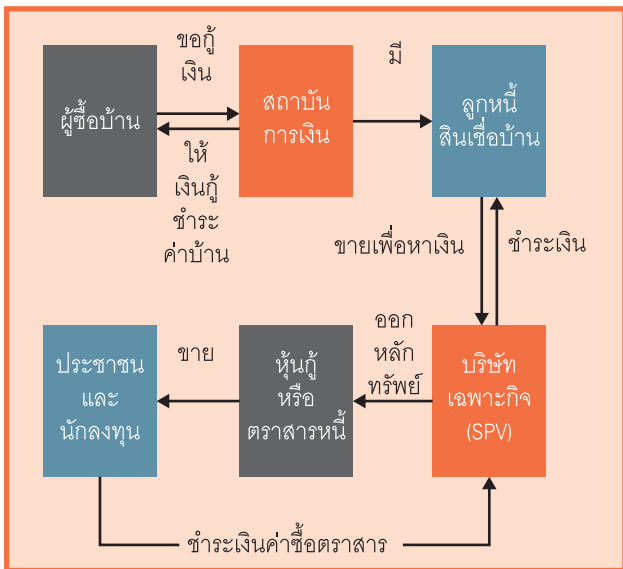 ขอกู้
เงิน
มี
ผู้ซื้อบ้าน
สถาบัน
การเงิน
ลูกหนี้
สินเชื่อบ้าน
ให้
เงินกู้
ชำระ
ค่าบ้าน
ขายเพื่อหาเงิน
ชำระเงิน
ประชาชน
และ
นักลงทุน
ขาย
หุ้นกู้
หรือ
ตราสารหนี้
ออก
หลัก
ทรัพย์
บริษัท
เฉพาะกิจ
(SPV)
ชำระเงินค่าซื้อตราสาร